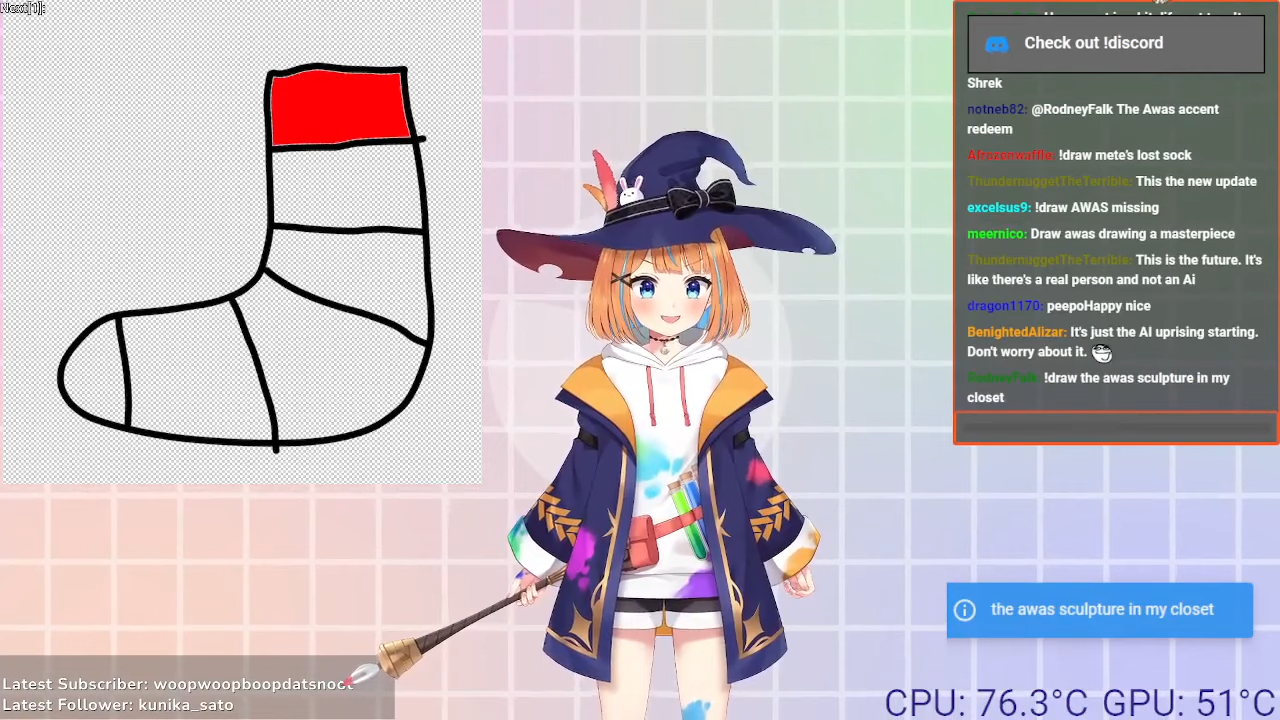 Next[1]:
Check out !discord
Shrek
notneb82: @RodneyFalk The Awas accent
redeem
Afrozenwaffle: !draw mete's lost sock
ThundernuggetTheTerrible: This the new update
excelsus9: !draw AWAS missing
meernico: Draw awas drawing a masterpiece
ThundernuggetTheTerrible: This is the future. It's
like there's a real person and not an Ai
dragon1170: peepoHappy nice
BenightedAlizar: It's just the AI uprising starting.
Don't worry about it.
RodneyFalk: !draw the awas sculpture in my
closet
the awas sculpture in my closet
Latest Subscriber: woopwoopboopdatsnoot
Latest Follower: kunika_sato
CPU: 76.3°C GPU: 51°C